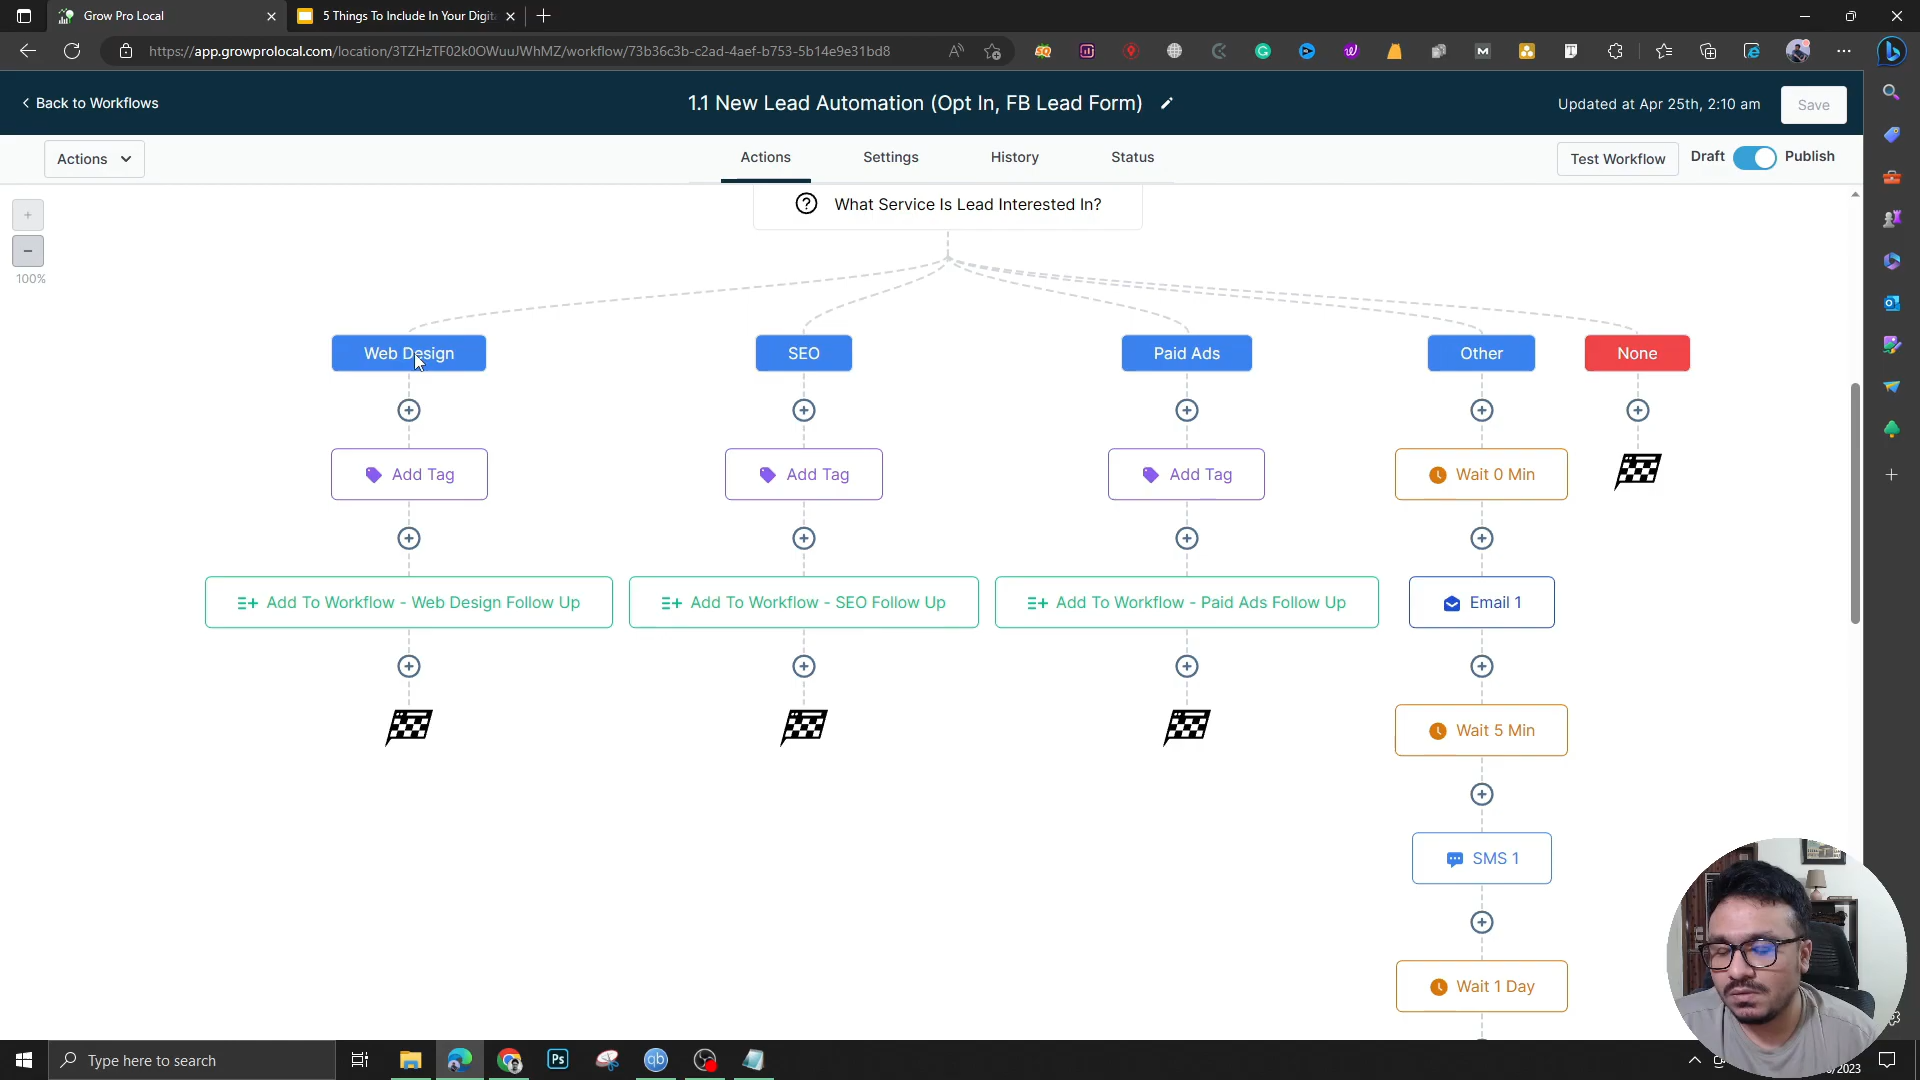 Grow Pro Local
5 Things To Include In Your Digit
https://app.growprolocal.com/location/3TZHzTF02k0OWuuJWhMZ/workflow/73b36c3b-c2ad-4aef-b753-5b14e9e31bd8
Back to Workflows
1.1 New Lead Automation (Opt In, FB Lead Form)
Updated at Apr 25th, 2:10 am
Save
Actions
Actions
Settings
History
Status
Test Workflow
Draft
Publish
What Service Is Lead Interested In?
100%
Web Design
SEO
Paid Ads
Other
None
Add Tag
Add Tag
Add Tag
Wait 0 Min
Add To Workflow - Web Design Follow Up
Add To Workflow - SEO Follow Up
Add To Workflow - Paid Ads Follow Up
Email 1
Wait 5 Min
SMS 1
Wait 1 Day
Type here to search
Ps
qb
/2023